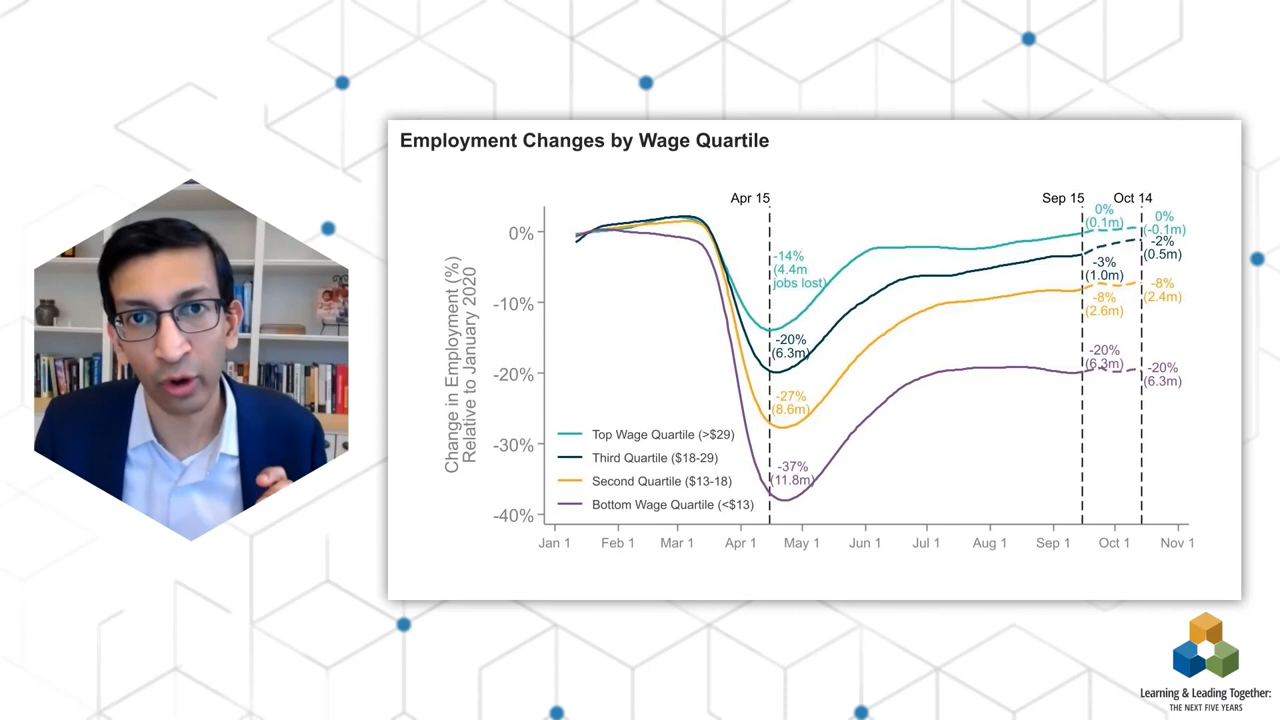 Employment Changes by Wage Quartile
Apr 15
Sep 15
Oct 14
Change in Employment (%)
Relative to January 2020
0%
-10%
-20%
-30%
-40%
-14%
(4.4m
jobs lost)
-20%
(6.3m)
-27%
(8.6m)
-37%
(11.8m)
0%
(0.1m)
-3%
(1.0m)
-8%
(2.6m)
-20%
(6.3m)
0%
(-0.1m)
-2%
(0.5m)
-8%
(2.4m)
-20%
(6.3m)
Top Wage Quartile (>$29)
Third Quartile ($18-29)
Second Quartile ($13-18)
Bottom Wage Quartile (<$13)
Jan 1
Feb 1
Mar 1
Apr 1
May 1
Jun 1
Jul 1
Aug 1
Sep 1
Oct 1
Nov 1
Learning & Leading Together:
THE NEXT FIVE YEARS